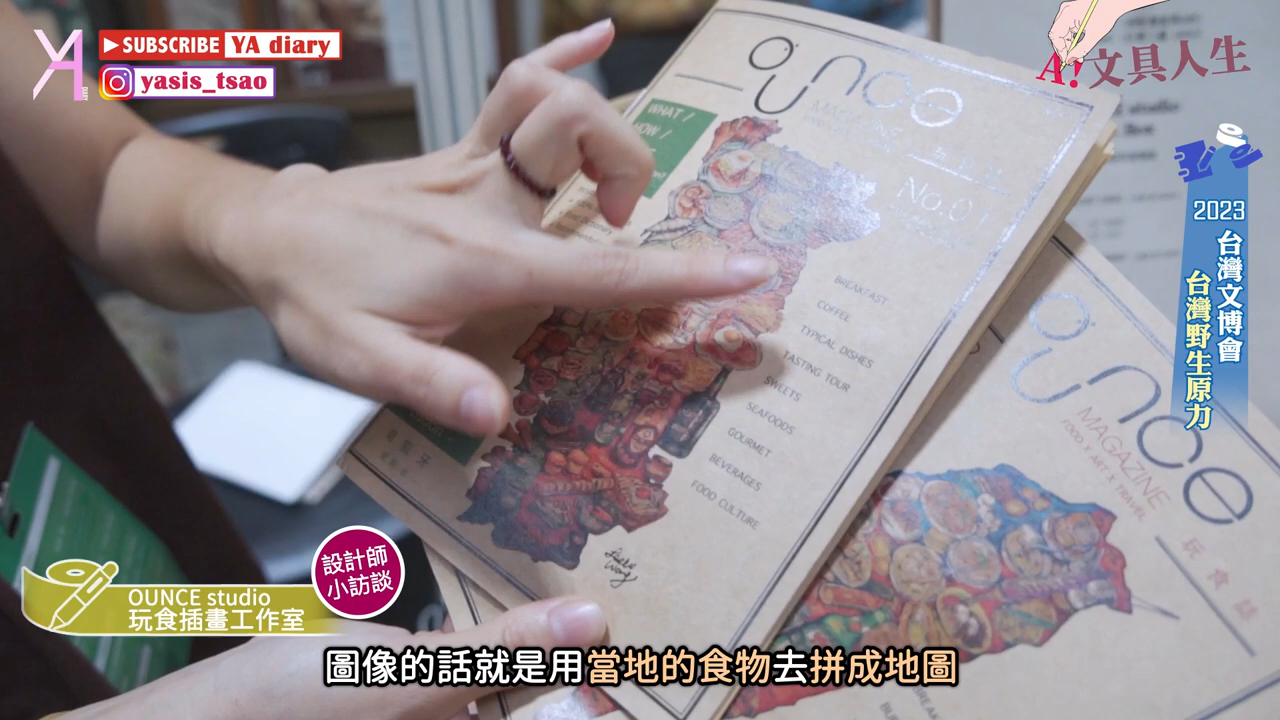 YA
DIARY
SUBSCRIBE YA diary
yasis_tsao
A!文具人生
2023
台灣文博會
台灣野生原力
ounce
MAGAZINE
No.01
WHAT /
HOW /
BREAKFAST
COFFEE
TYPICAL DISHES
TASTING TOUR
SWEETS
SEAFOODS
GOURMET
BEVERAGES
FOOD CULTURE
葡萄牙
ounce
MAGAZINE
FOOD X ART X TRAVEL
玩食誌
設計師
小訪談
OUNCE studio
玩食插畫工作室
圖像的話就是用當地的食物去拼成地圖